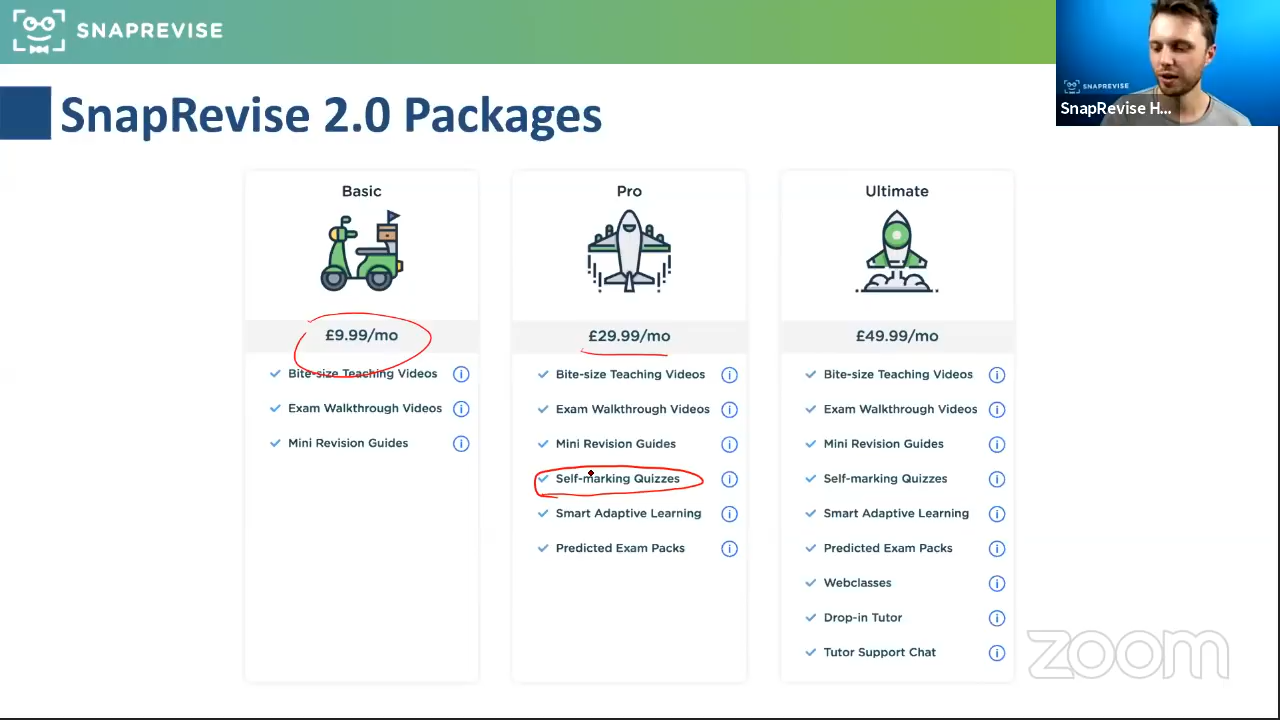 SNAPREVISE
SNAPREVISE
SnapRevise H...
SnapRevise 2.0 Packages
Basic
£9.99/mo
Bite-size Teaching Videos
Exam Walkthrough Videos
Mini Revision Guides
Pro
£29.99/mo
Bite-size Teaching Videos
Exam Walkthrough Videos
Mini Revision Guides
Self-marking Quizzes
Smart Adaptive Learning
Predicted Exam Packs
Ultimate
£49.99/mo
Bite-size Teaching Videos
Exam Walkthrough Videos
Mini Revision Guides
Self-marking Quizzes
Smart Adaptive Learning
Predicted Exam Packs
Webclasses
Drop-in Tutor
Tutor Support Chat
zoom